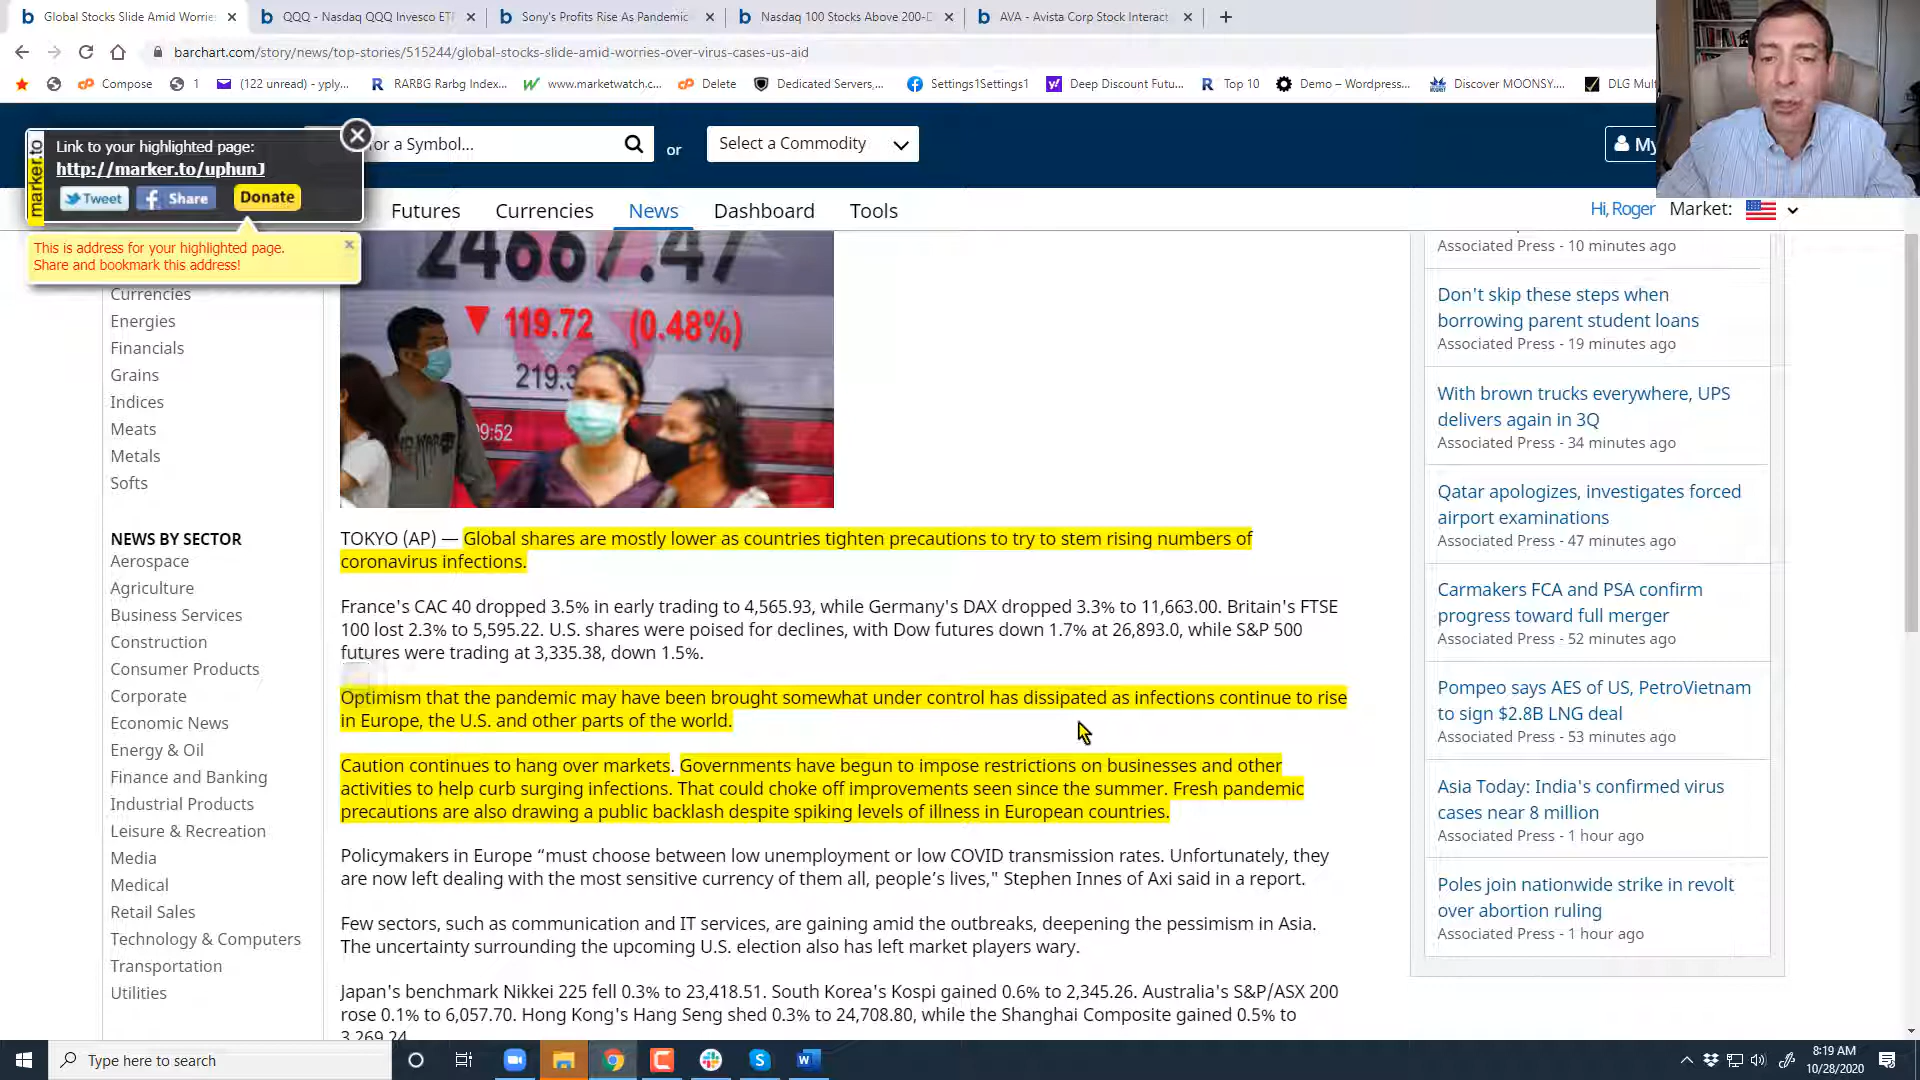 Global Stocks Slide Amid Worrie
QQQ - Nasdaq QQQ Invesco ET
Sony's Profits Rise As Pandemic
Nasdaq 100 Stocks Above 200-D
AVA - Avista Corp Stock Interact
barchart.com/story/news/top-stories/515244/global-stocks-slide-amid-worries-over-virus-cases-us-aid
Compose
1
(122 unread) - yply...
RARBG Rarbg Index...
www.marketwatch.c...
Delete
Dedicated Servers,...
Settings1Settings1
Deep Discount Futu...
Top 10
Demo – Wordpress...
Discover MOONSY....
DLG Mul
marker.to
Link to your highlighted page:
http://marker.to/uphunJ
Tweet
Share
Donate
This is address for your highlighted page.
Share and bookmark this address!
for a Symbol...
or
Select a Commodity
My
Futures
Currencies
News
Dashboard
Tools
Hi, Roger
Market:
Currencies
Energies
Financials
Grains
Indices
Meats
Metals
Softs
NEWS BY SECTOR
Aerospace
Agriculture
Business Services
Construction
Consumer Products
Corporate
Economic News
Energy & Oil
Finance and Banking
Industrial Products
Leisure & Recreation
Media
Medical
Retail Sales
Technology & Computers
Transportation
Utilities
24667.47
119.72 (0.48%)
219.3
09:52
TOKYO (AP) — Global shares are mostly lower as countries tighten precautions to try to stem rising numbers of
coronavirus infections.
France's CAC 40 dropped 3.5% in early trading to 4,565.93, while Germany's DAX dropped 3.3% to 11,663.00. Britain's FTSE
100 lost 2.3% to 5,595.22. U.S. shares were poised for declines, with Dow futures down 1.7% at 26,893.0, while S&P 500
futures were trading at 3,335.38, down 1.5%.
Optimism that the pandemic may have been brought somewhat under control has dissipated as infections continue to rise
in Europe, the U.S. and other parts of the world.
Caution continues to hang over markets. Governments have begun to impose restrictions on businesses and other
activities to help curb surging infections. That could choke off improvements seen since the summer. Fresh pandemic
precautions are also drawing a public backlash despite spiking levels of illness in European countries.
Policymakers in Europe “must choose between low unemployment or low COVID transmission rates. Unfortunately, they
are now left dealing with the most sensitive currency of them all, people’s lives," Stephen Innes of Axi said in a report.
Few sectors, such as communication and IT services, are gaining amid the outbreaks, deepening the pessimism in Asia.
The uncertainty surrounding the upcoming U.S. election also has left market players wary.
Japan's benchmark Nikkei 225 fell 0.3% to 23,418.51. South Korea's Kospi gained 0.6% to 2,345.26. Australia's S&P/ASX 200
rose 0.1% to 6,057.70. Hong Kong's Hang Seng shed 0.3% to 24,708.80, while the Shanghai Composite gained 0.5% to
3,269.24
Associated Press - 10 minutes ago
Don't skip these steps when
borrowing parent student loans
Associated Press - 19 minutes ago
With brown trucks everywhere, UPS
delivers again in 3Q
Associated Press - 34 minutes ago
Qatar apologizes, investigates forced
airport examinations
Associated Press - 47 minutes ago
Carmakers FCA and PSA confirm
progress toward full merger
Associated Press - 52 minutes ago
Pompeo says AES of US, PetroVietnam
to sign $2.8B LNG deal
Associated Press - 53 minutes ago
Asia Today: India's confirmed virus
cases near 8 million
Associated Press - 1 hour ago
Poles join nationwide strike in revolt
over abortion ruling
Associated Press - 1 hour ago
Type here to search
8:19 AM
10/28/2020